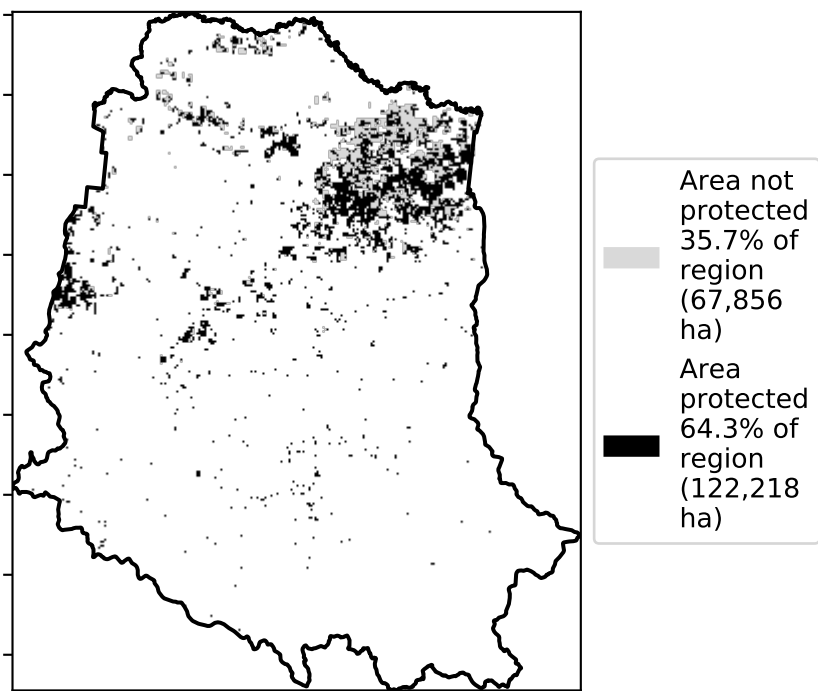 Area not
protected
35.7% of
region
(67,856
ha)
Area
protected
64.3% of
region
(122,218
ha)